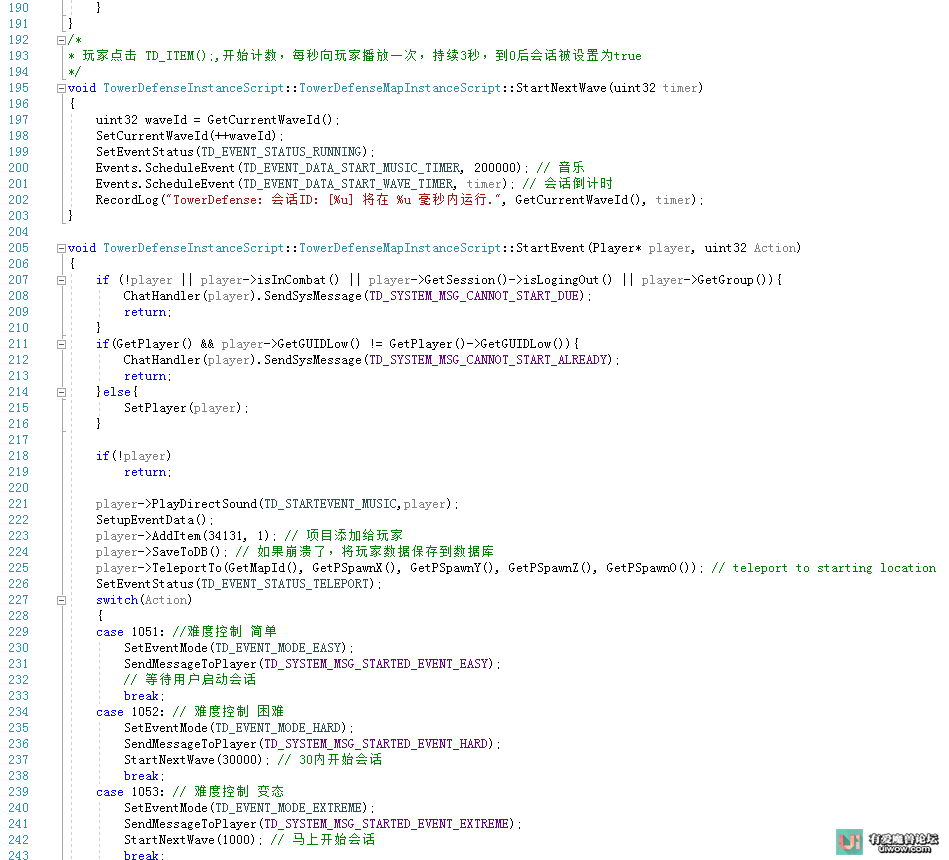 190 }
191 }
192 /*
193 * 玩家点击 TD_ITEM();,开始计数，每秒向玩家播放一次，持续3秒，到0后会话被设置为true
194 */
195 void TowerDefenseInstanceScript::TowerDefenseMapInstanceScript::StartNextWave(uint32 timer)
196 {
197 uint32 waveId = GetCurrentWaveId();
198 SetCurrentWaveId(++waveId);
199 SetEventStatus(TD_EVENT_STATUS_RUNNING);
200 Events.ScheduleEvent(TD_EVENT_DATA_START_MUSIC_TIMER, 200000); // 音乐
201 Events.ScheduleEvent(TD_EVENT_DATA_START_WAVE_TIMER, timer); // 会话倒计时
202 RecordLog("TowerDefense: 会话ID: [%u] 将在 %u 毫秒内运行.", GetCurrentWaveId(), timer);
203 }
204
205 void TowerDefenseInstanceScript::TowerDefenseMapInstanceScript::StartEvent(Player* player, uint32 Action)
206 {
207 if (!player || player->isInCombat() || player->GetSession()->isLogingOut() || player->GetGroup()){
208 ChatHandler(player).SendSysMessage(TD_SYSTEM_MSG_CANNOT_START_DUE);
209 return;
210 }
211 if(GetPlayer() && player->GetGUIDLow() != GetPlayer()->GetGUIDLow()){
212 ChatHandler(player).SendSysMessage(TD_SYSTEM_MSG_CANNOT_START_ALREADY);
213 return;
214 }else{
215 SetPlayer(player);
216 }
217
218 if(!player)
219 return;
220
221 player->PlayDirectSound(TD_STARTEVENT_MUSIC,player);
222 SetupEventData();
223 player->AddItem(34131, 1); // 项目添加给玩家
224 player->SaveToDB(); // 如果崩溃了，将玩家数据保存到数据库
225 player->TeleportTo(GetMapId(), GetPSpawnX(), GetPSpawnY(), GetPSpawnZ(), GetPSpawnO()); // teleport to starting location
226 SetEventStatus(TD_EVENT_STATUS_TELEPORT);
227 switch(Action)
228 {
229 case 1051: //难度控制 简单
230 SetEventMode(TD_EVENT_MODE_EASY);
231 SendMessageToPlayer(TD_SYSTEM_MSG_STARTED_EVENT_EASY);
232 // 等待用户启动会话
233 break;
234 case 1052: // 难度控制 困难
235 SetEventMode(TD_EVENT_MODE_HARD);
236 SendMessageToPlayer(TD_SYSTEM_MSG_STARTED_EVENT_HARD);
237 StartNextWave(30000); // 30内开始会话
238 break;
239 case 1053: // 难度控制 变态
240 SetEventMode(TD_EVENT_MODE_EXTREME);
241 SendMessageToPlayer(TD_SYSTEM_MSG_STARTED_EVENT_EXTREME);
242 StartNextWave(1000); // 马上开始会话
243 break;
有爱魔兽论坛
uiwow.com